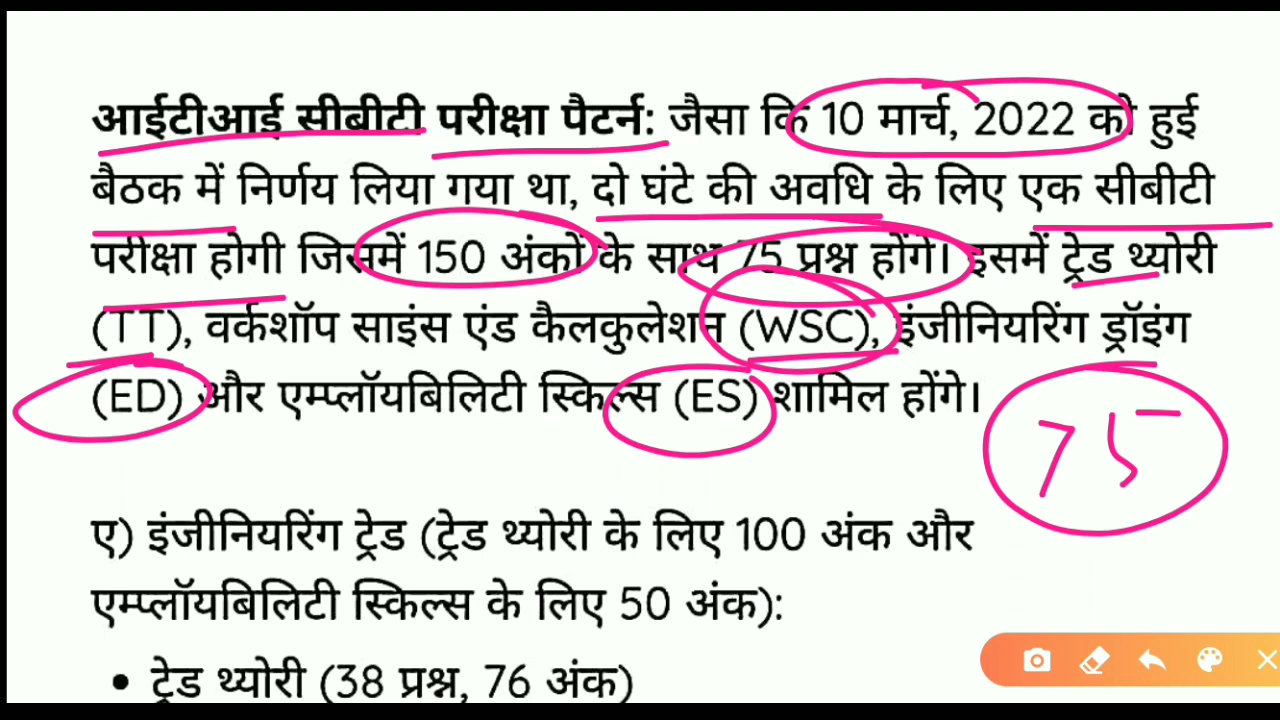 आईटीआई सीबीटी परीक्षा पैटर्न: जैसा कि 10 मार्च, 2022 को हुई
बैठक में निर्णय लिया गया था, दो घंटे की अवधि के लिए एक सीबीटी
परीक्षा होगी जिसमें 150 अंकों के साथ 75 प्रश्न होंगे। इसमें ट्रेड थ्योरी
(TT), वर्कशॉप साइंस एंड कैलकुलेशन (WSC), इंजीनियरिंग ड्रॉइंग
(ED) और एम्प्लॉयबिलिटी स्किल्स (ES) शामिल होंगे।
75
ए) इंजीनियरिंग ट्रेड (ट्रेड थ्योरी के लिए 100 अंक और
एम्प्लॉयबिलिटी स्किल्स के लिए 50 अंक):
• ट्रेड थ्योरी (38 प्रश्न, 76 अंक)